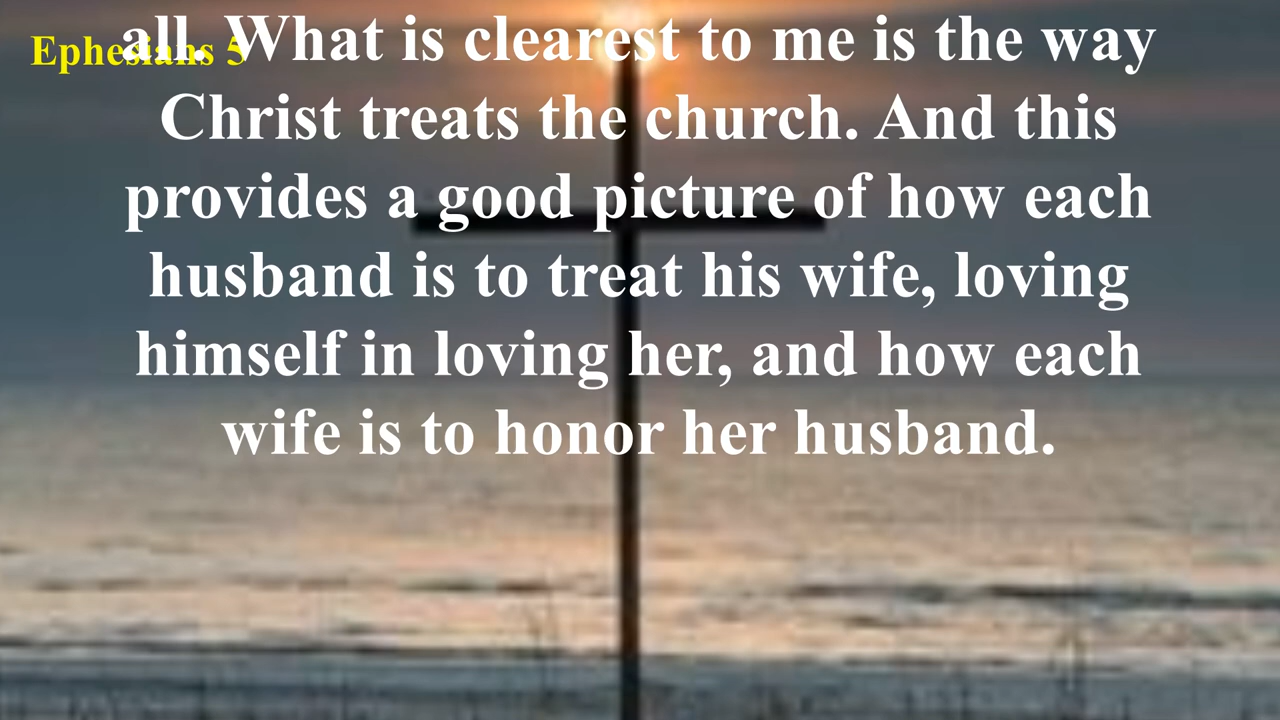 Ephesians 5
all. What is clearest to me is the way
Christ treats the church. And this
provides a good picture of how each
husband is to treat his wife, loving
himself in loving her, and how each
wife is to honor her husband.